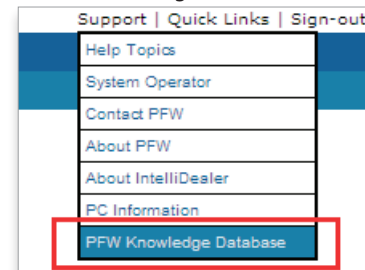 Support | Quick Links | Sign-out
Help Topics
System Operator
Contact PFW
About PFW
About IntelliDealer
PC Information
PFW Knowledge Database